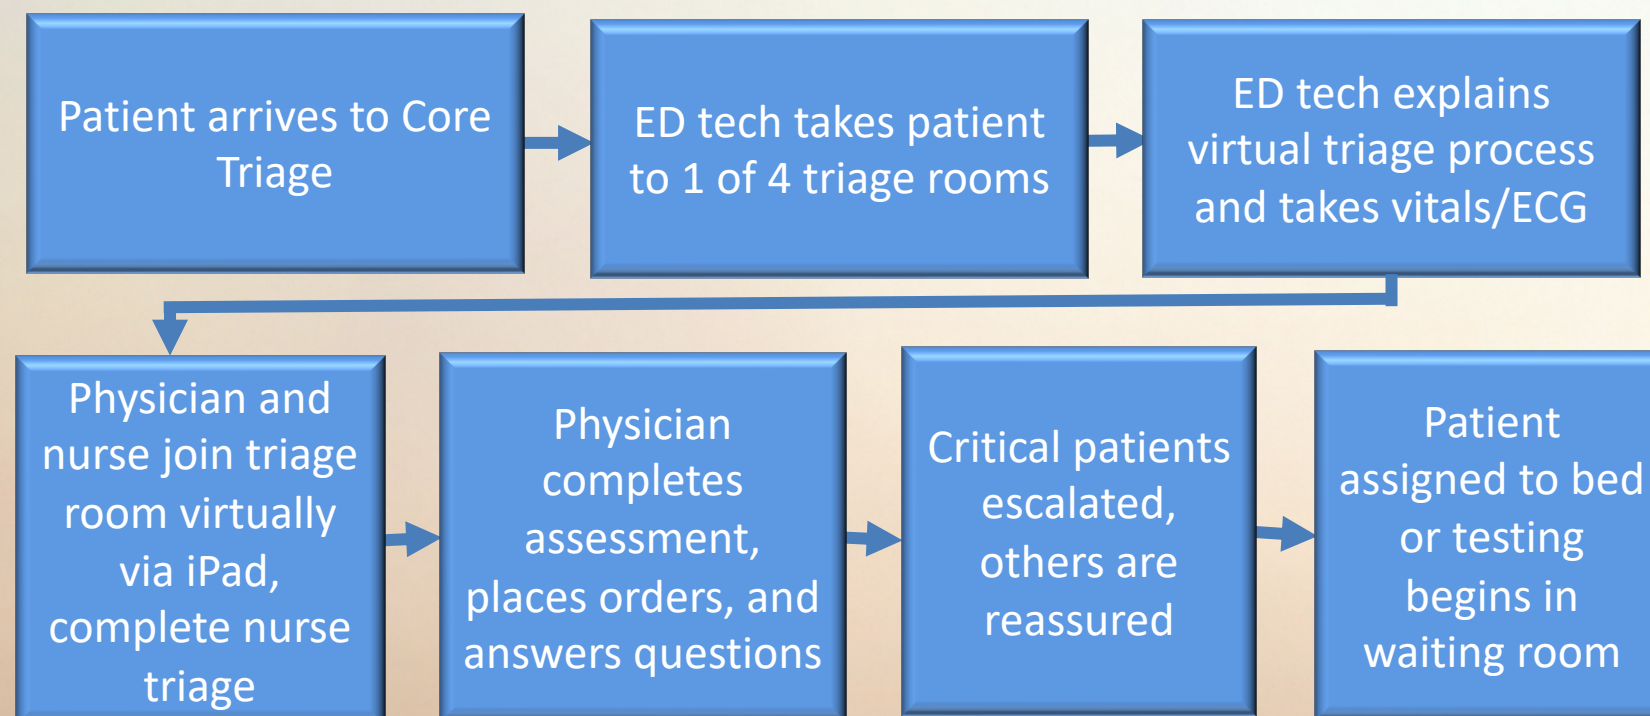 Patient arrives to Core
Triage
ED tech takes patient
to 1 of 4 triage rooms
ED tech explains
virtual triage process
and takes vitals/ECG
Physician and
nurse join triage
room virtually
via iPad,
complete nurse
triage
Physician
completes
assessment,
places orders, and
answers questions
Critical patients
escalated,
others are
reassured
Patient
assigned to bed
or testing
begins in
waiting room